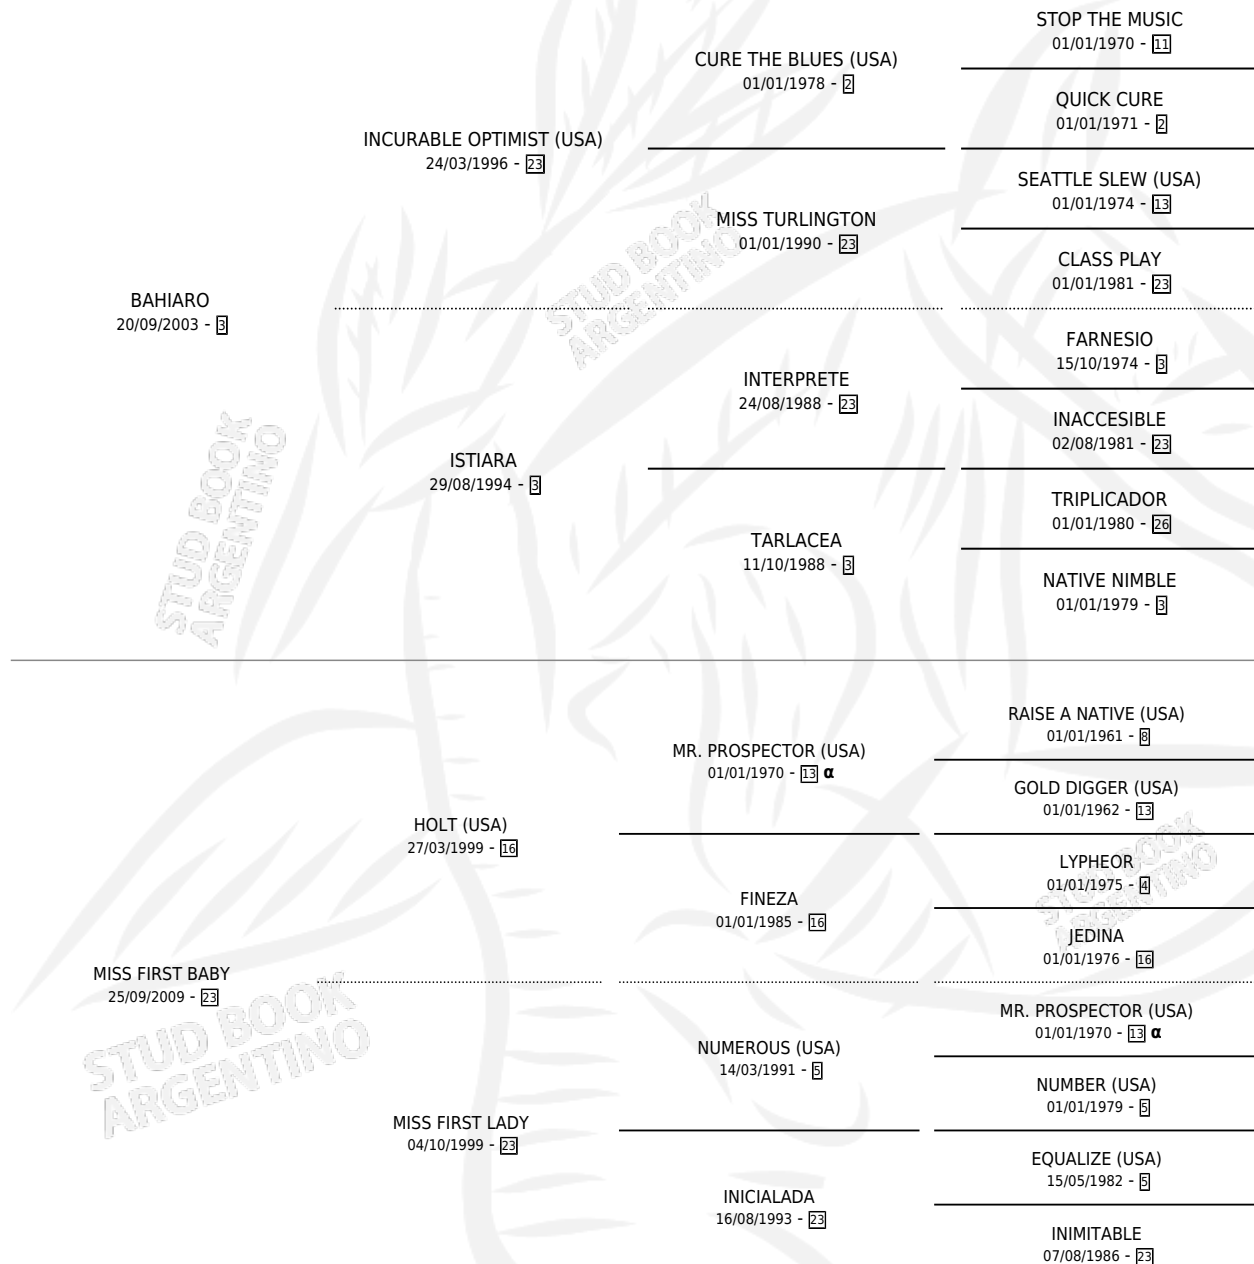 STOP THE MUSIC
01/01/1970 - 11
CURE THE BLUES (USA)
01/01/1978 - 2
QUICK CURE
01/01/1971 - 2
INCURABLE OPTIMIST (USA)
24/03/1996 - 23
SEATTLE SLEW (USA)
01/01/1974 - 13
MISS TURLINGTON
01/01/1990 - 23
CLASS PLAY
01/01/1981 - 23
STUD BOOK
ARGENTINO
BAHIARO
20/09/2003 - 3
FARNESIO
15/10/1974 - 3
INTERPRETE
24/08/1988 - 23
INACCESIBLE
02/08/1981 - 23
ISTIARA
29/08/1994 - 3
TRIPLICADOR
01/01/1980 - 26
TARLACEA
11/10/1988 - 3
NATIVE NIMBLE
01/01/1979 - 3
STUD BOOK
ARGENTINO
RAISE A NATIVE (USA)
01/01/1961 - 8
MR. PROSPECTOR (USA)
01/01/1970 - 13 α
GOLD DIGGER (USA)
01/01/1962 - 13
HOLT (USA)
27/03/1999 - 16
LYPHEOR
01/01/1975 - 4
FINEZA
01/01/1985 - 16
JEDINA
01/01/1976 - 16
STUD BOOK
ARGENTINO
MISS FIRST BABY
25/09/2009 - 23
MR. PROSPECTOR (USA)
01/01/1970 - 13 α
NUMEROUS (USA)
14/03/1991 - 5
NUMBER (USA)
01/01/1979 - 5
STUD BOOK
ARGENTINO
MISS FIRST LADY
04/10/1999 - 23
EQUALIZE (USA)
15/05/1982 - 5
INICIALADA
16/08/1993 - 23
INIMITABLE
07/08/1986 - 23